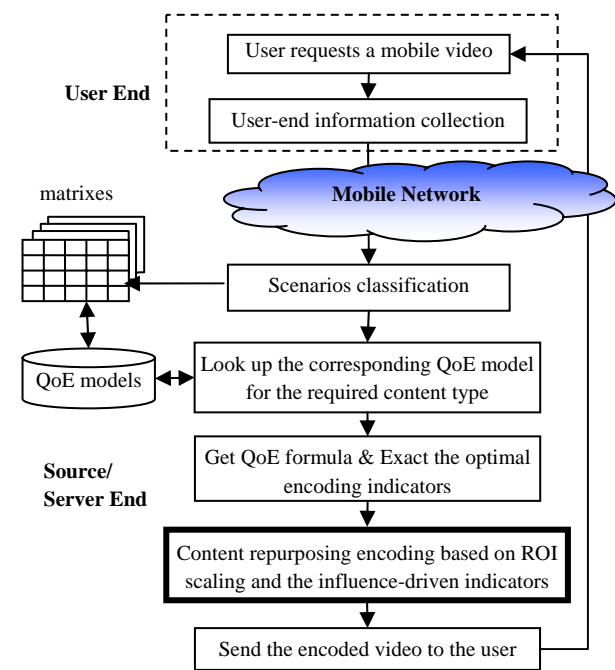 User requests a mobile video
User End
User-end information collection
Mobile Network
matrixes
Scenarios classification
QoE models
Look up the corresponding QoE model
for the required content type
Get QoE formula & Exact the optimal
encoding indicators
Source/
Server End
Content repurposing encoding based on ROI
scaling and the influence-driven indicators
Send the encoded video to the user